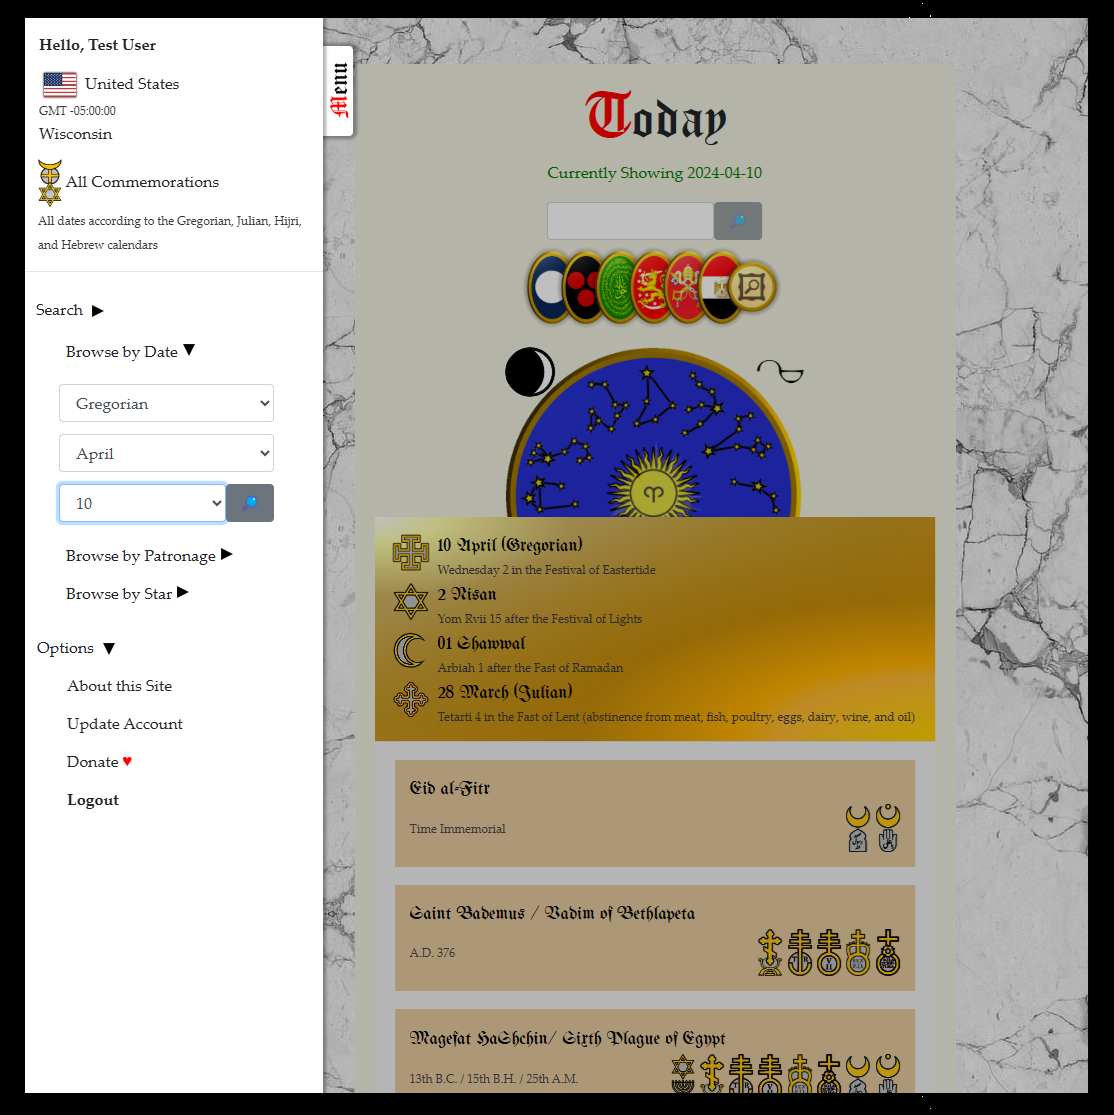 Hello, Test User
United States
GMT -05:00:00
Wisconsin
All Commemorations
All dates according to the Gregorian, Julian, Hijri,
and Hebrew calendars
Search
Browse by Date
Gregorian
April
10
Browse by Patronage
Browse by Star
Options
About this Site
Update Account
Donate ♥
Logout
Menu
Today
Currently Showing 2024-04-10
10 April (Gregorian)
Wednesday 2 in the Festival of Eastertide
2 Nisan
Yom Rvii 15 after the Festival of Lights
01 Shawwal
Arbiah 1 after the Fast of Ramadan
28 March (Julian)
Tetarti 4 in the Fast of Lent (abstinence from meat, fish, poultry, eggs, dairy, wine, and oil)
Eid al-Fitr
Time Immemorial
Saint Bademus / Vadim of Bethlapeta
A.D. 376
Magefat HaShchin/ Sixth Plague of Egypt
13th B.C. / 15th B.H. / 25th A.M.